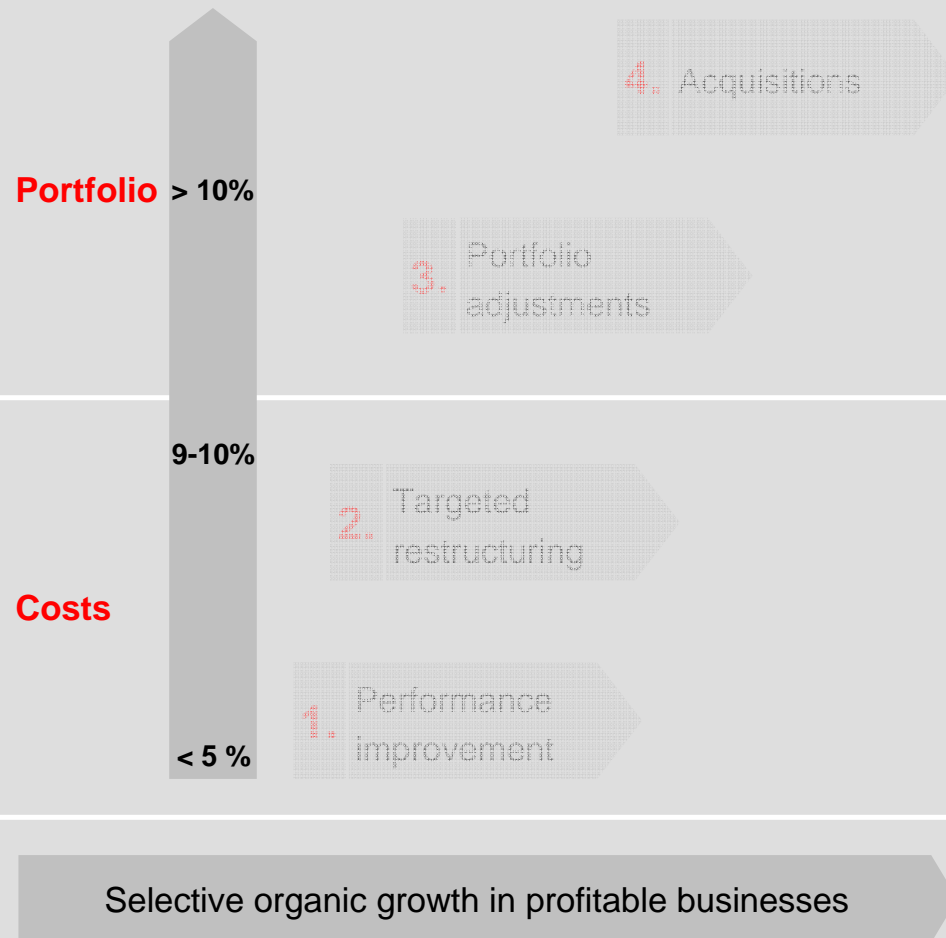 4. Acquisitions
Portfolio > 10%
3. Portfolio
adjustments
9-10%
2. Targeted
restructuring
Costs
1. Performance
improvement
< 5 %
Selective organic growth in profitable businesses